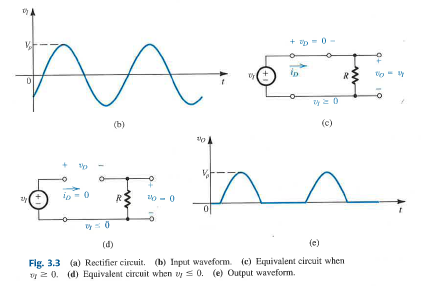 v_I
V_p
0
t
(b)
+ v_D = 0 −
v_I
+
−
i_D
R
+
v_O = v_I
−
v_I ≥ 0
(c)
+ v_D −
v_I
+
−
i_D = 0
R
+
v_O = 0
−
v_I ≤ 0
(d)
v_O
V_p
0
t
(e)
Fig. 3.3 (a) Rectifier circuit. (b) Input waveform. (c) Equivalent circuit when
v_I ≥ 0. (d) Equivalent circuit when v_I ≤ 0. (e) Output waveform.